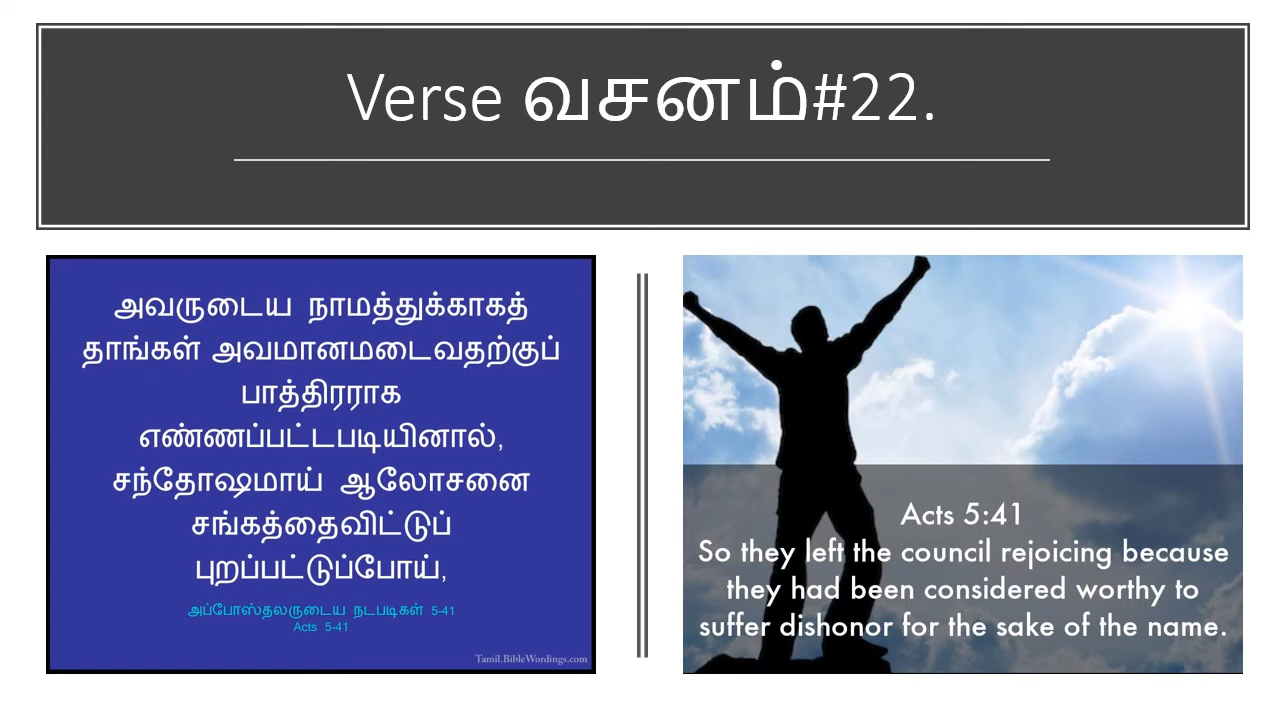 Verse வசனம்#22.
அவருடைய நாமத்துக்காகத்
தாங்கள் அவமானமடைவதற்குப்
பாத்திரராக
எண்ணப்பட்டபடியினால்,
சந்தோஷமாய் ஆலோசனை
சங்கத்தைவிட்டுப்
புறப்பட்டுப்போய்,
அப்போஸ்தலருடைய நடபடிகள் 5-41
Acts 5-41
Tamil.BibleWordings.com
Acts 5:41
So they left the council rejoicing because
they had been considered worthy to
suffer dishonor for the sake of the name.